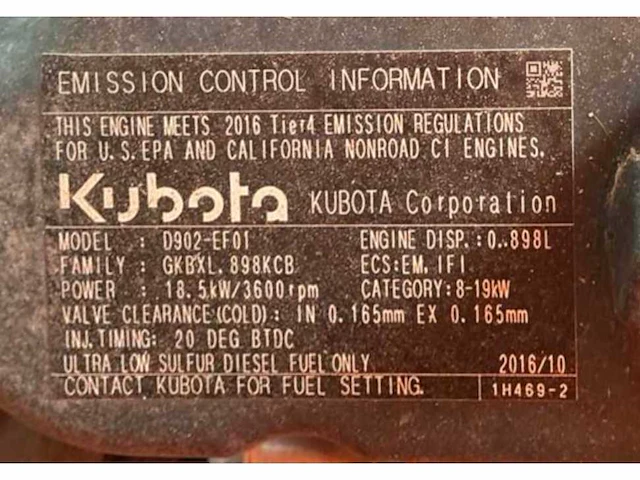 EMISSION CONTROL INFORMATION
THIS ENGINE MEETS 2016 Tier4 EMISSION REGULATIONS
FOR U.S.EPA AND CALIFORNIA NONROAD CI ENGINES.
Kubota KUBOTA Corporation
MODEL : D902-EF01 ENGINE DISP.:0.898L
FAMILY : GKBXL.898KCB ECS:EM,IFI
POWER : 18.5kW/3600rpm CATEGORY:8-19kW
VALVE CLEARANCE(COLD): IN 0.165mm EX 0.165mm
INJ.TIMING: 20 DEG BTDC
ULTRA LOW SULFUR DIESEL FUEL ONLY 2016/10
CONTACT KUBOTA FOR FUEL SETTING. 1H469-2